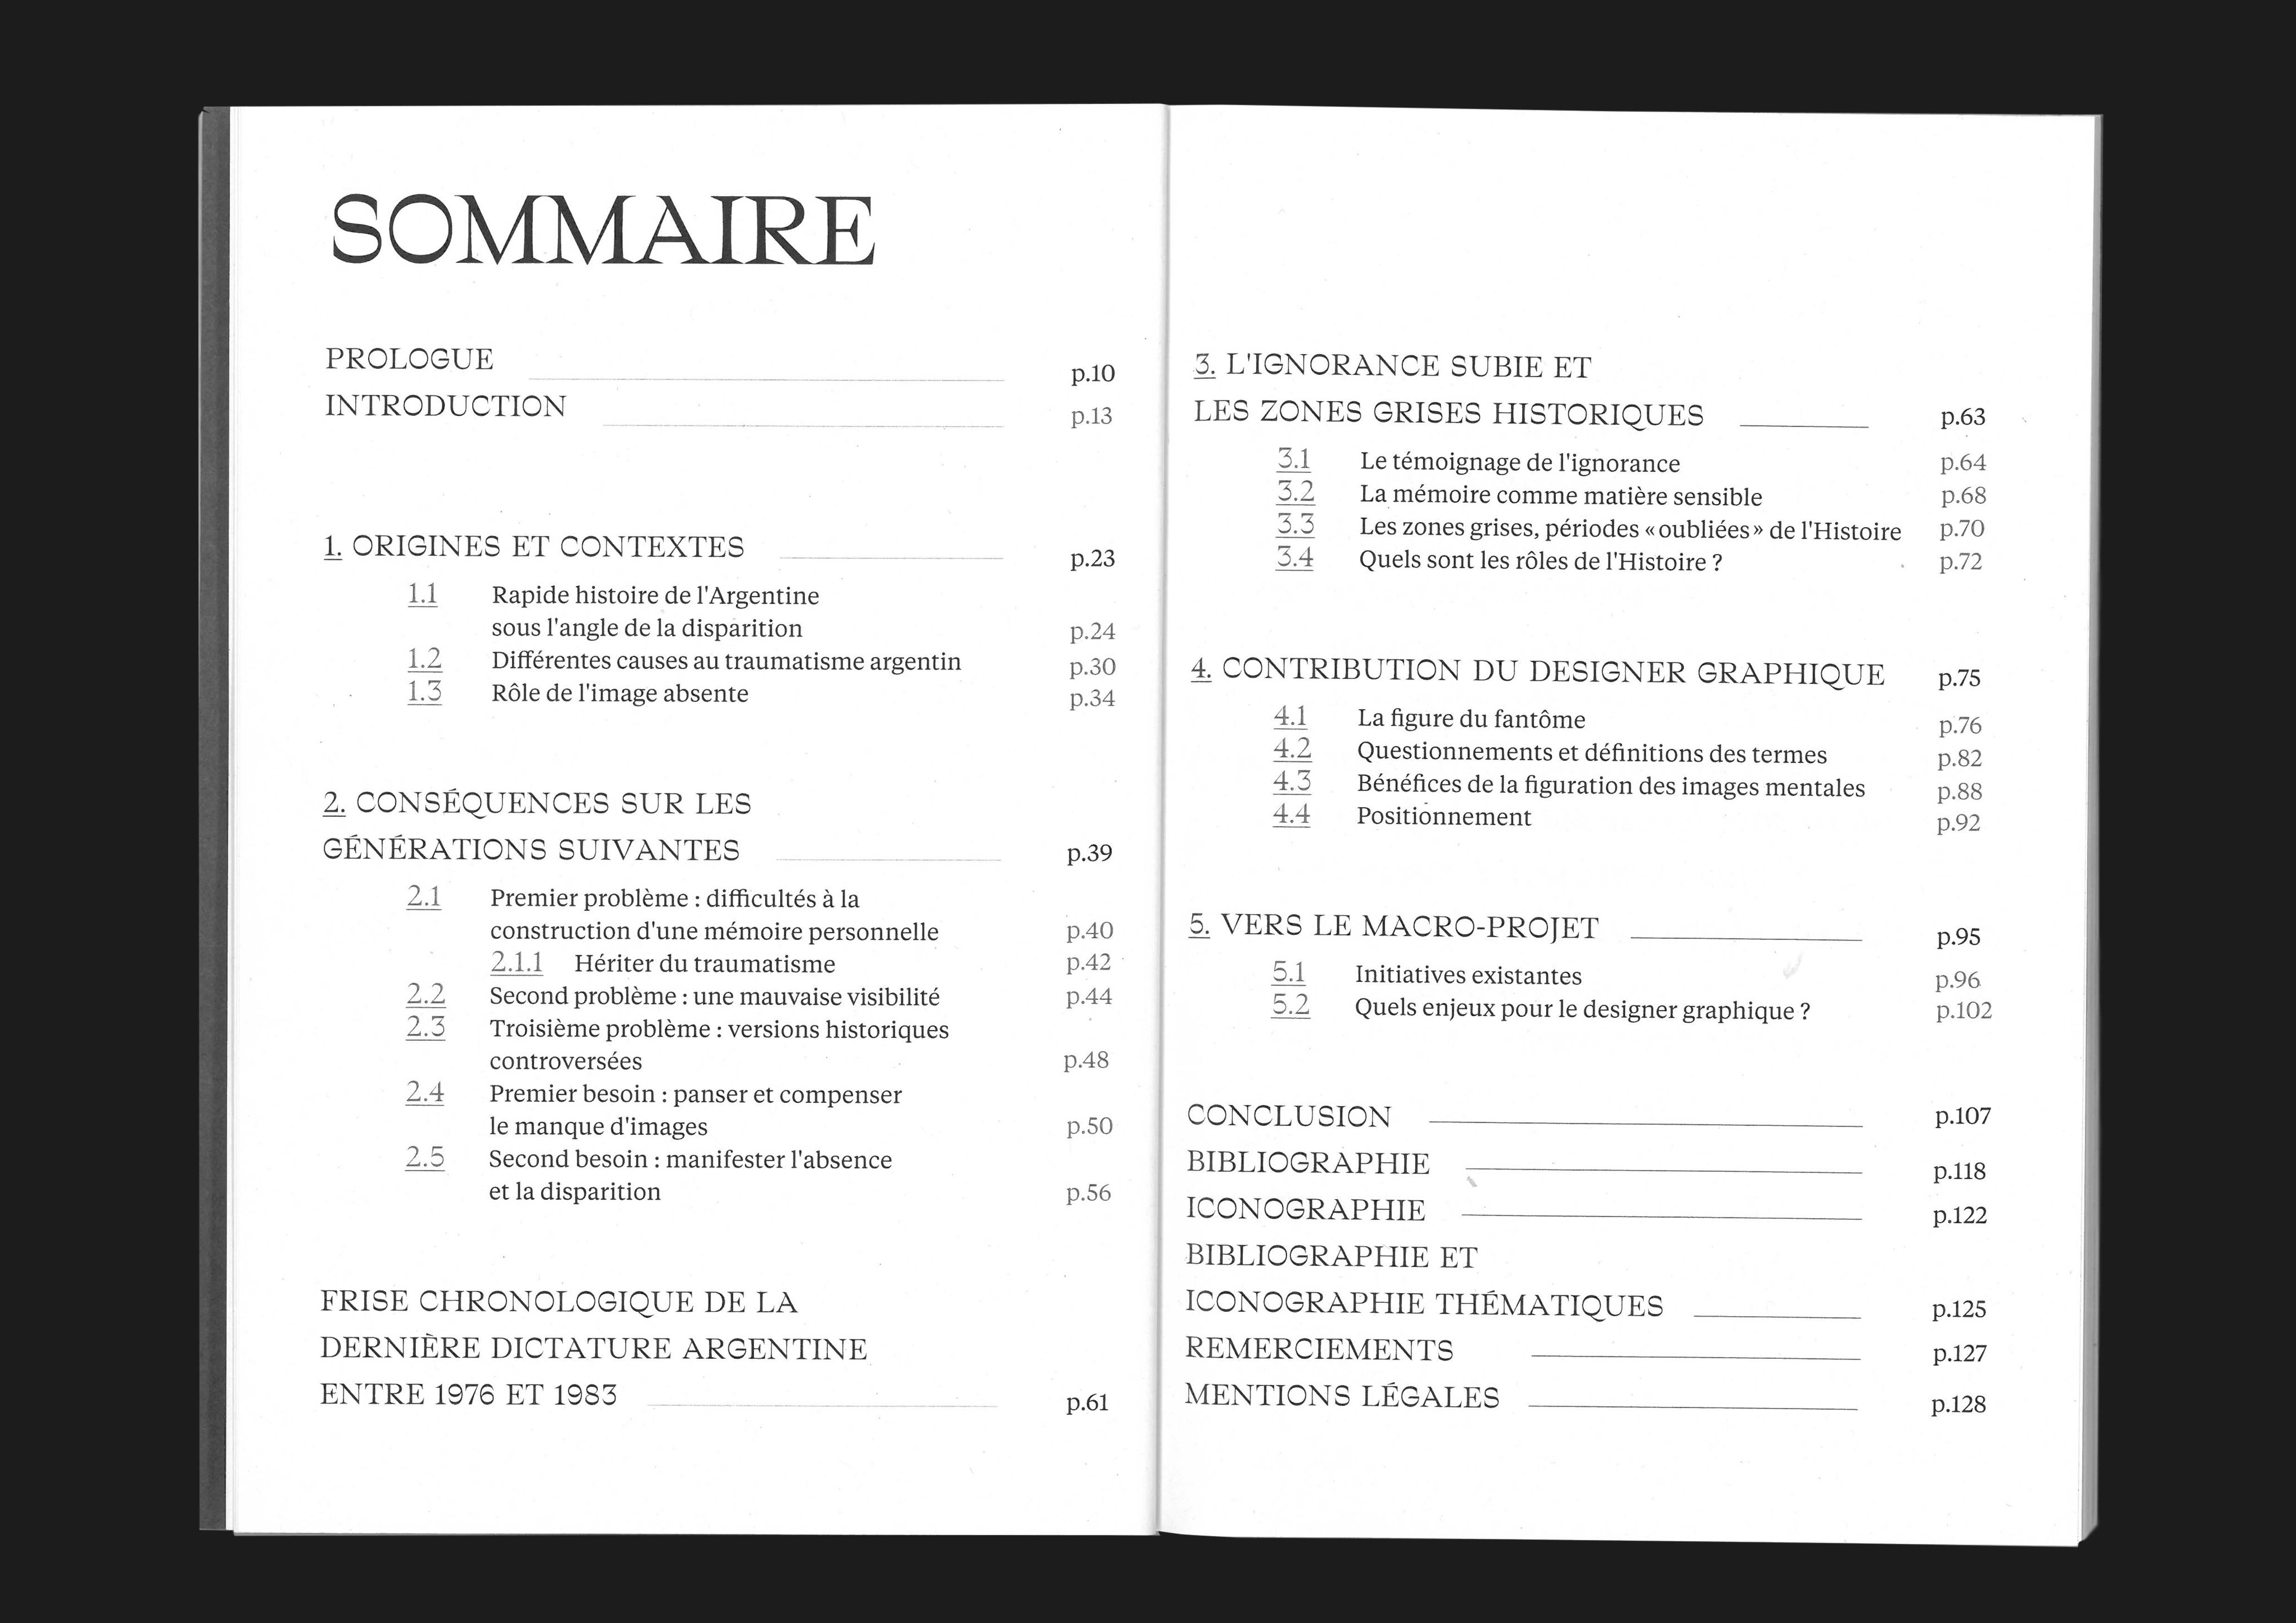 SOMMAIRE
PROLOGUE p.10
INTRODUCTION p.13
1. ORIGINES ET CONTEXTES p.23
1.1 Rapide histoire de l'Argentine
sous l'angle de la disparition p.24
1.2 Différentes causes au traumatisme argentin p.30
1.3 Rôle de l'image absente p.34
2. CONSÉQUENCES SUR LES
GÉNÉRATIONS SUIVANTES p.39
2.1 Premier problème : difficultés à la
construction d'une mémoire personnelle p.40
2.1.1 Hériter du traumatisme p.42
2.2 Second problème : une mauvaise visibilité p.44
2.3 Troisième problème : versions historiques
controversées p.48
2.4 Premier besoin : panser et compenser
le manque d'images p.50
2.5 Second besoin : manifester l'absence
et la disparition p.56
FRISE CHRONOLOGIQUE DE LA
DERNIÈRE DICTATURE ARGENTINE
ENTRE 1976 ET 1983 p.61
3. L'IGNORANCE SUBIE ET
LES ZONES GRISES HISTORIQUES p.63
3.1 Le témoignage de l'ignorance p.64
3.2 La mémoire comme matière sensible p.68
3.3 Les zones grises, périodes « oubliées » de l'Histoire p.70
3.4 Quels sont les rôles de l'Histoire ? p.72
4. CONTRIBUTION DU DESIGNER GRAPHIQUE p.75
4.1 La figure du fantôme p.76
4.2 Questionnements et définitions des termes p.82
4.3 Bénéfices de la figuration des images mentales p.88
4.4 Positionnement p.92
5. VERS LE MACRO-PROJET p.95
5.1 Initiatives existantes p.96
5.2 Quels enjeux pour le designer graphique ? p.102
CONCLUSION p.107
BIBLIOGRAPHIE p.118
ICONOGRAPHIE p.122
BIBLIOGRAPHIE ET
ICONOGRAPHIE THÉMATIQUES p.125
REMERCIEMENTS p.127
MENTIONS LÉGALES p.128